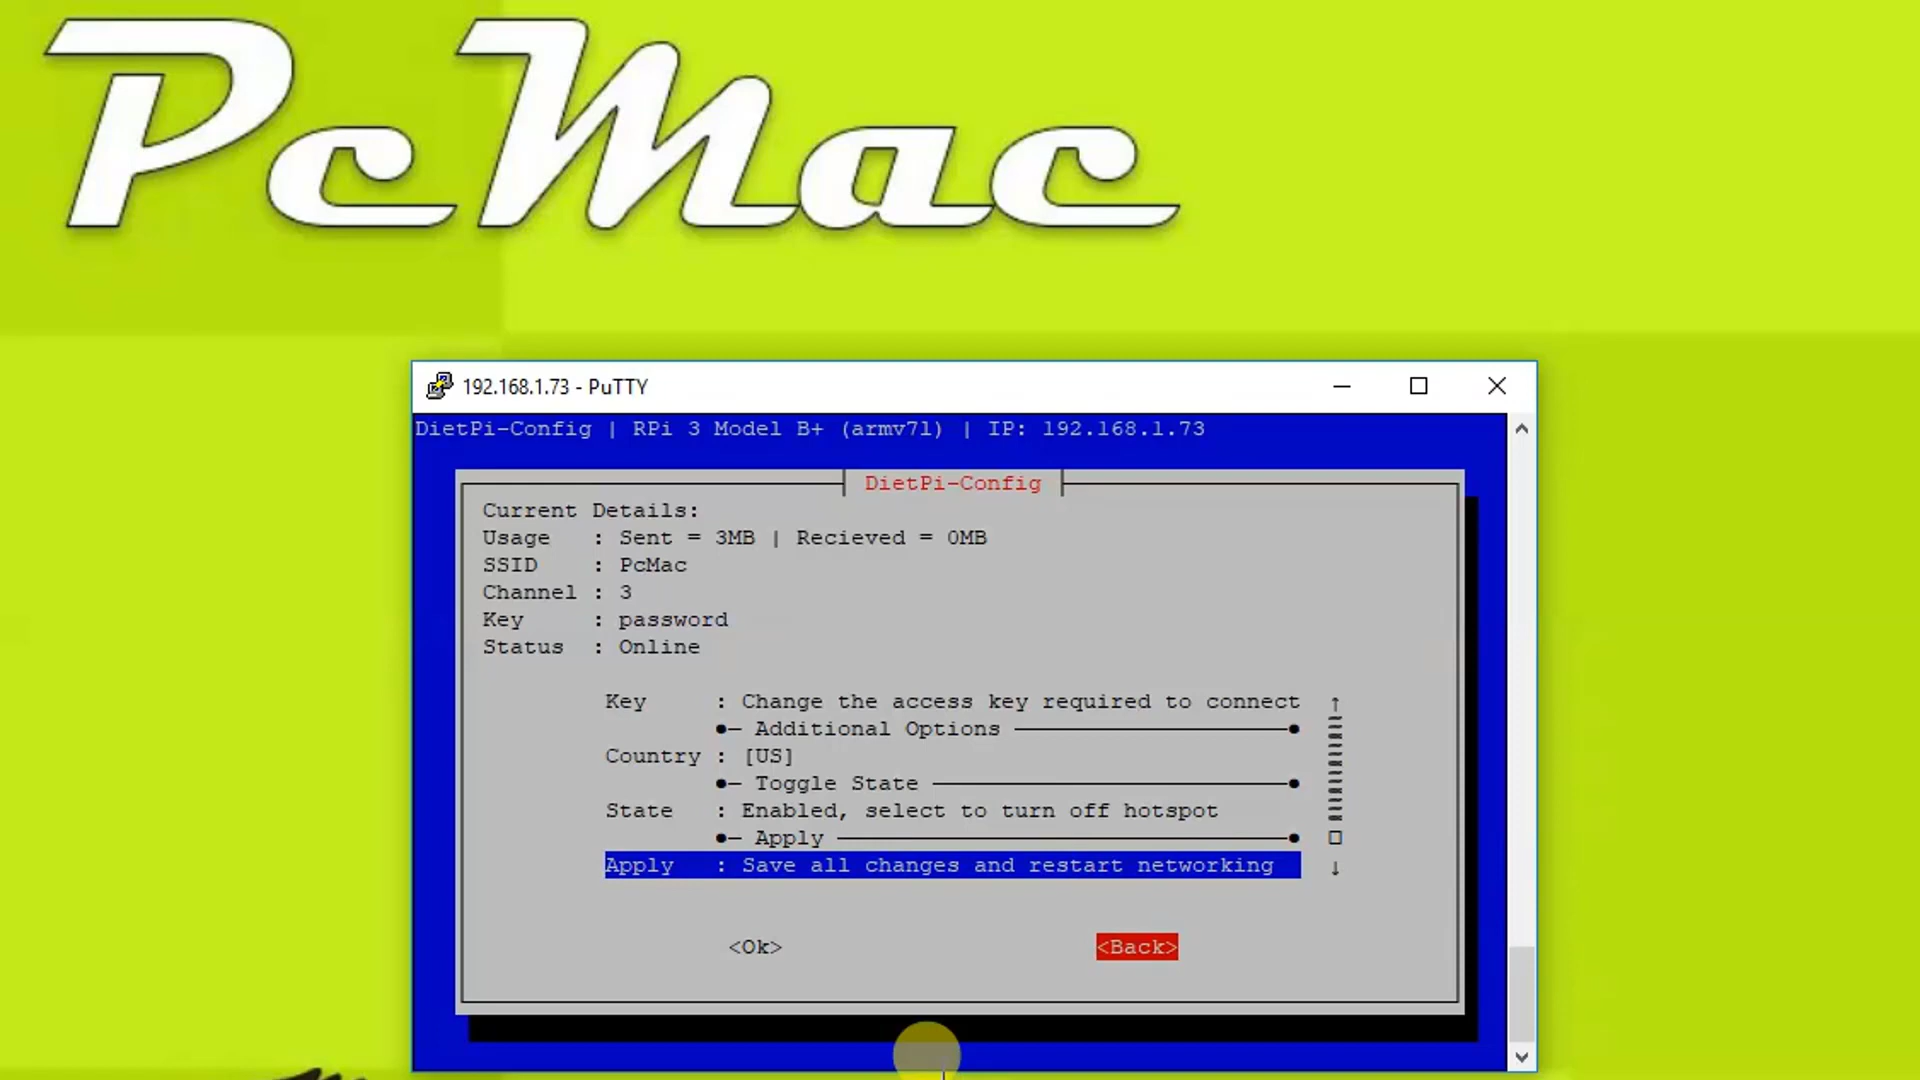 PcMac
192.168.1.73 - PuTTY
DietPi-Config | RPi 3 Model B+ (armv7l) | IP: 192.168.1.73
DietPi-Config
Current Details:
Usage : Sent = 3MB | Recieved = 0MB
SSID : PcMac
Channel : 3
Key : password
Status : Online
Key : Change the access key required to connect
Additional Options
Country : [US]
Toggle State
State : Enabled, select to turn off hotspot
Apply
Apply : Save all changes and restart networking
<Ok> <Back>